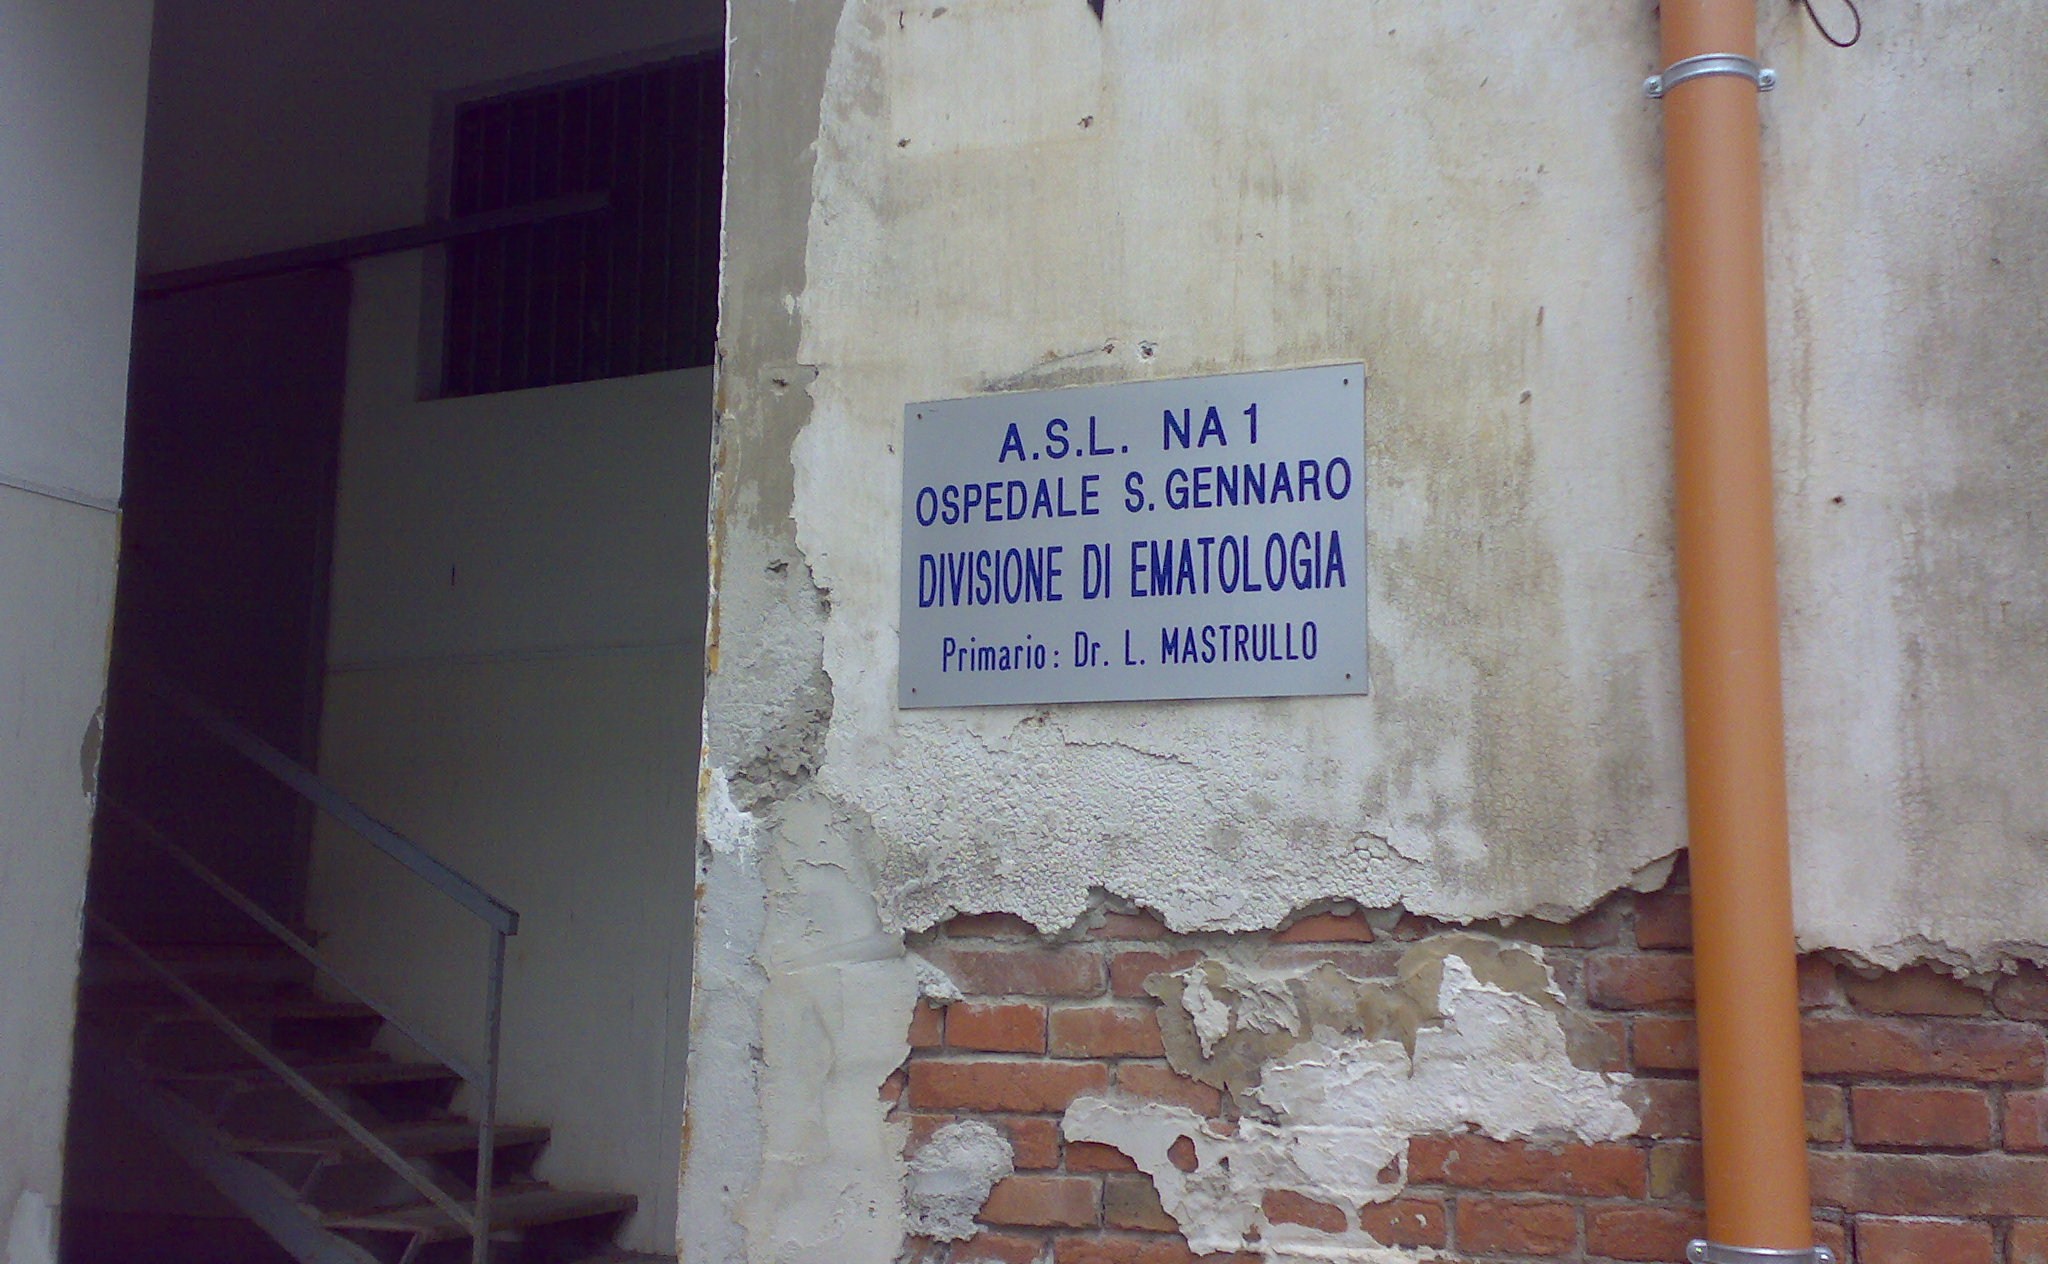 A.S.L. NA 1
OSPEDALE S. GENNARO
DIVISIONE DI EMATOLOGIA
Primario: Dr. L. MASTRULLO